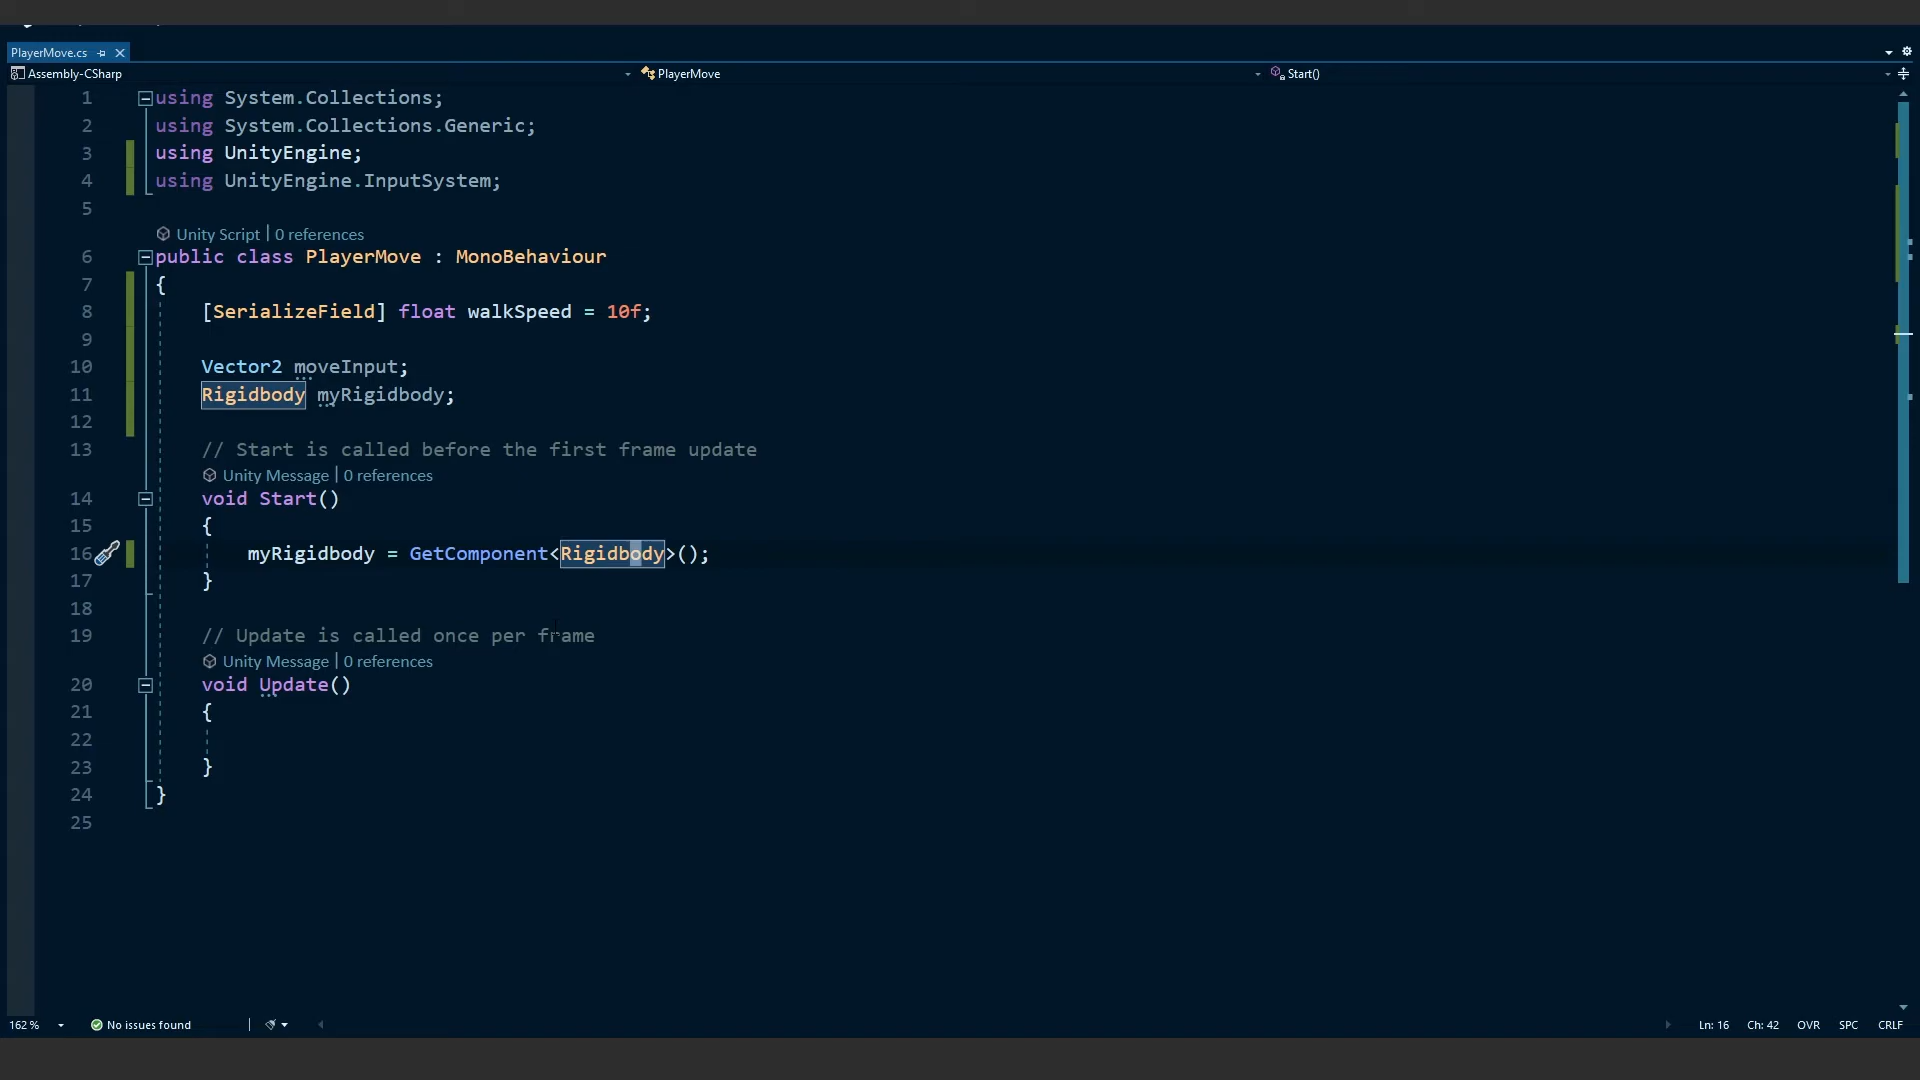 PlayerMove.cs
Assembly-CSharp PlayerMove Start()
1 using System.Collections;
2 using System.Collections.Generic;
3 using UnityEngine;
4 using UnityEngine.InputSystem;
5
Unity Script | 0 references
6 public class PlayerMove : MonoBehaviour
7 {
8 [SerializeField] float walkSpeed = 10f;
9
10 Vector2 moveInput;
11 Rigidbody myRigidbody;
12
13 // Start is called before the first frame update
Unity Message | 0 references
14 void Start()
15 {
16 myRigidbody = GetComponent<Rigidbody>();
17 }
18
19 // Update is called once per frame
Unity Message | 0 references
20 void Update()
21 {
22
23 }
24 }
25
162 % No issues found Ln: 16 Ch: 42 OVR SPC CRLF